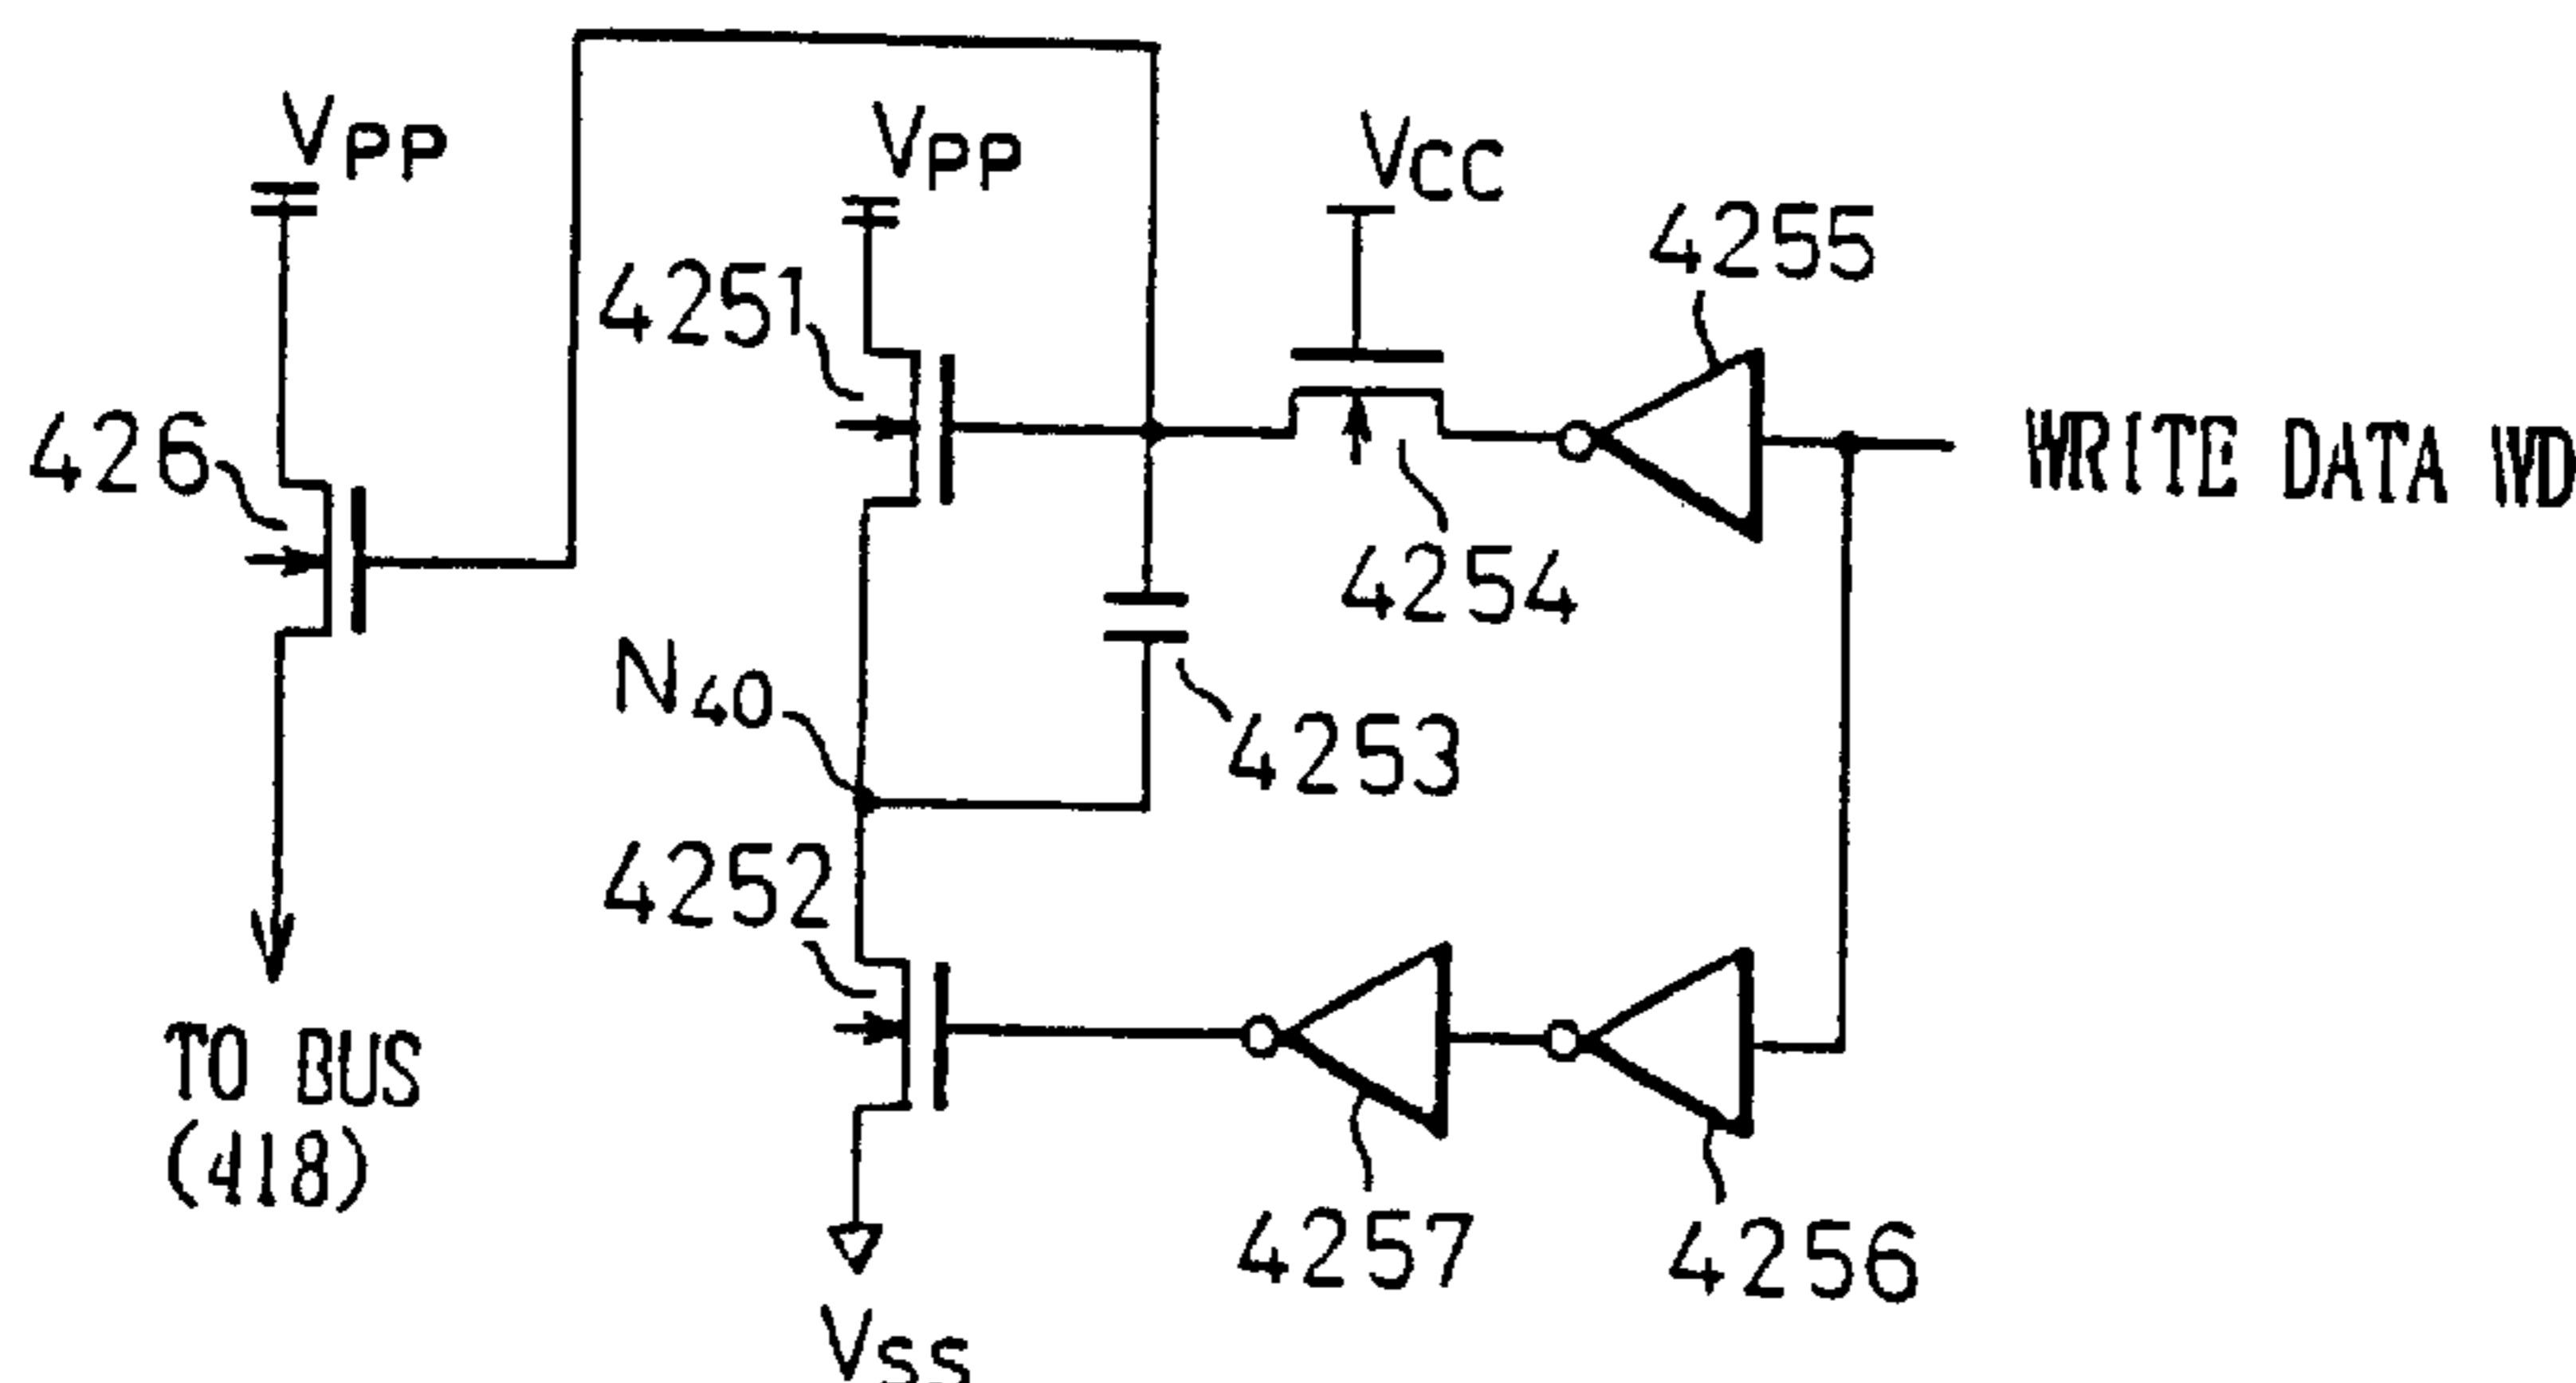 VPP
VPP
VCC
4255
4251
426
WRITE DATA WD
4254
N40
4253
4252
TO BUS
(418)
4257
4256
VSS